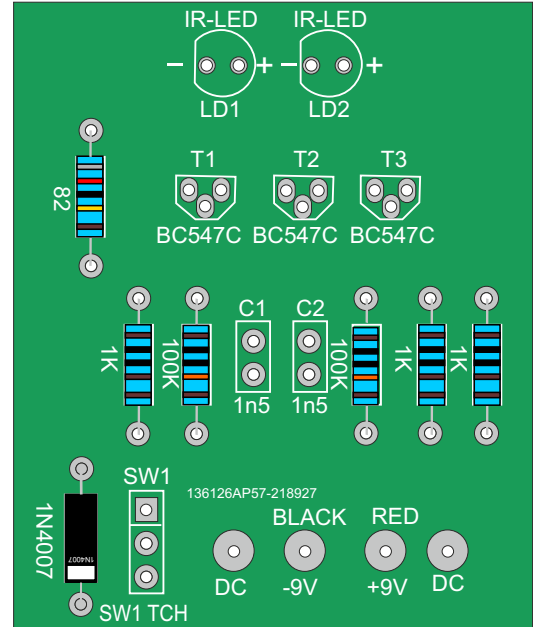 IR-LED IR-LED
− + − +
LD1 LD2
T1 T2 T3
82
BC547C BC547C BC547C
C1 C2
1K 100K 100K 1K 1K
1n5 1n5
SW1
136126AP57-218927
1N4007
1N4007
BLACK RED
DC -9V +9V DC
SW1 TCH